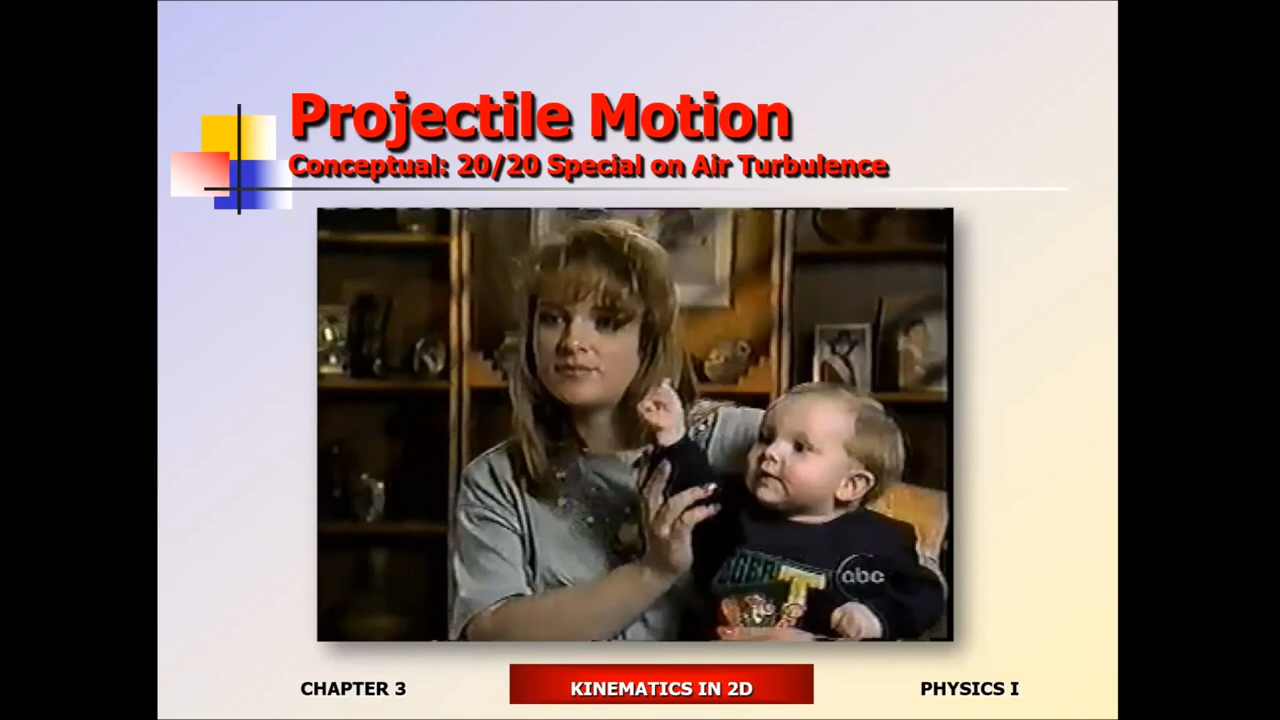 Projectile Motion
Conceptual: 20/20 Special on Air Turbulence
T
abc
CHAPTER 3
KINEMATICS IN 2D
PHYSICS I